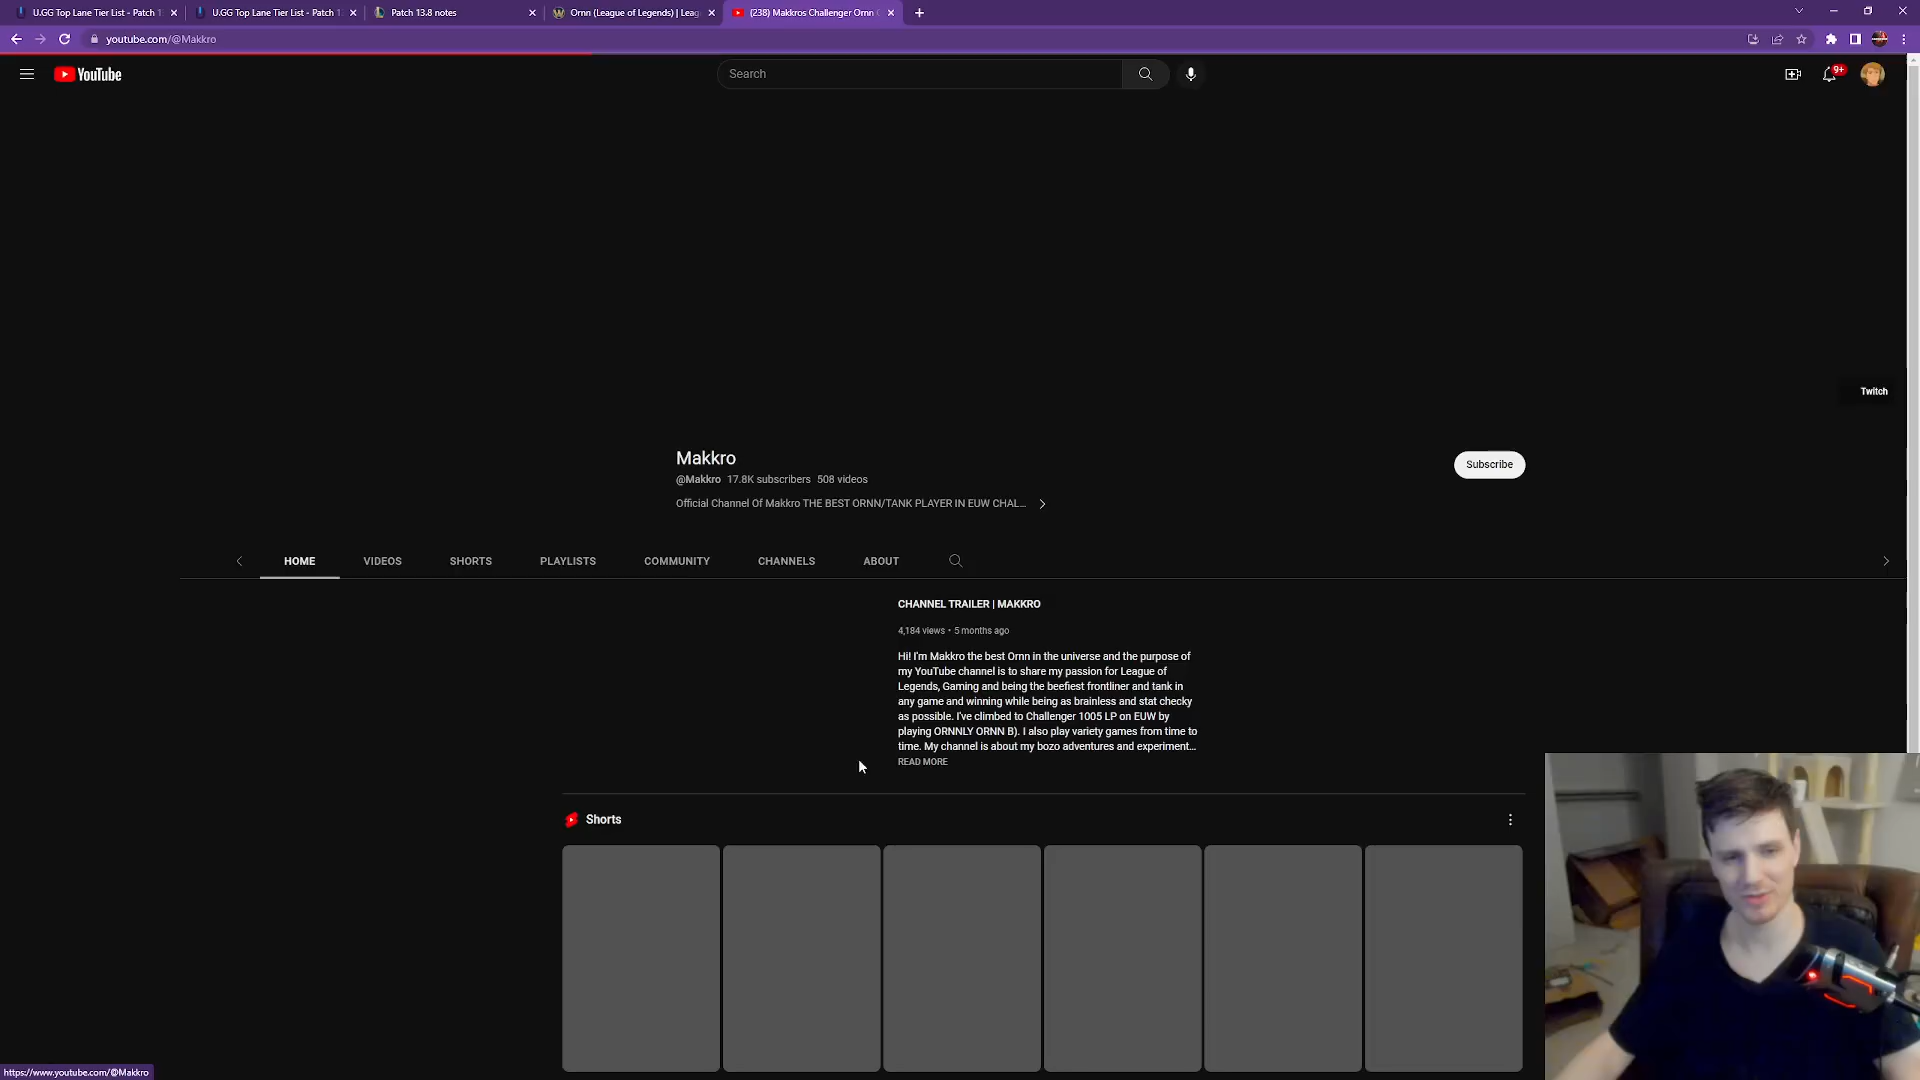 U.GG Top Lane Tier List - Patch 1
U.GG Top Lane Tier List - Patch 1
Patch 13.8 notes
Ornn (League of Legends) | Leag
(238) Makkros Challenger Ornn
youtube.com/@Makkro
YouTube
Search
9+
Twitch
Makkro
Subscribe
@Makkro 17.8K subscribers 508 videos
Official Channel Of Makkro THE BEST ORNN/TANK PLAYER IN EUW CHAL...
HOME VIDEOS SHORTS PLAYLISTS COMMUNITY CHANNELS ABOUT
CHANNEL TRAILER | MAKKRO
4,184 views • 5 months ago
Hi! I'm Makkro the best Ornn in the universe and the purpose of
my YouTube channel is to share my passion for League of
Legends, Gaming and being the beefiest frontliner and tank in
any game and winning while being as brainless and stat checky
as possible. I've climbed to Challenger 1005 LP on EUW by
playing ORNNLY ORNN B). I also play variety games from time to
time. My channel is about my bozo adventures and experiment...
READ MORE
Shorts
https://www.youtube.com/@Makkro